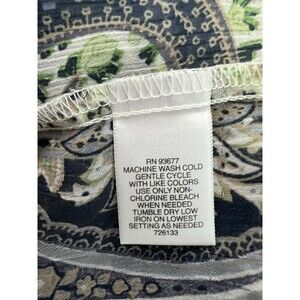 RN 93677
MACHINE WASH COLD
GENTLE CYCLE
WITH LIKE COLORS
USE ONLY NON-
CHLORINE BLEACH
WHEN NEEDED
TUMBLE DRY LOW
IRON ON LOWEST
SETTING AS NEEDED
726133